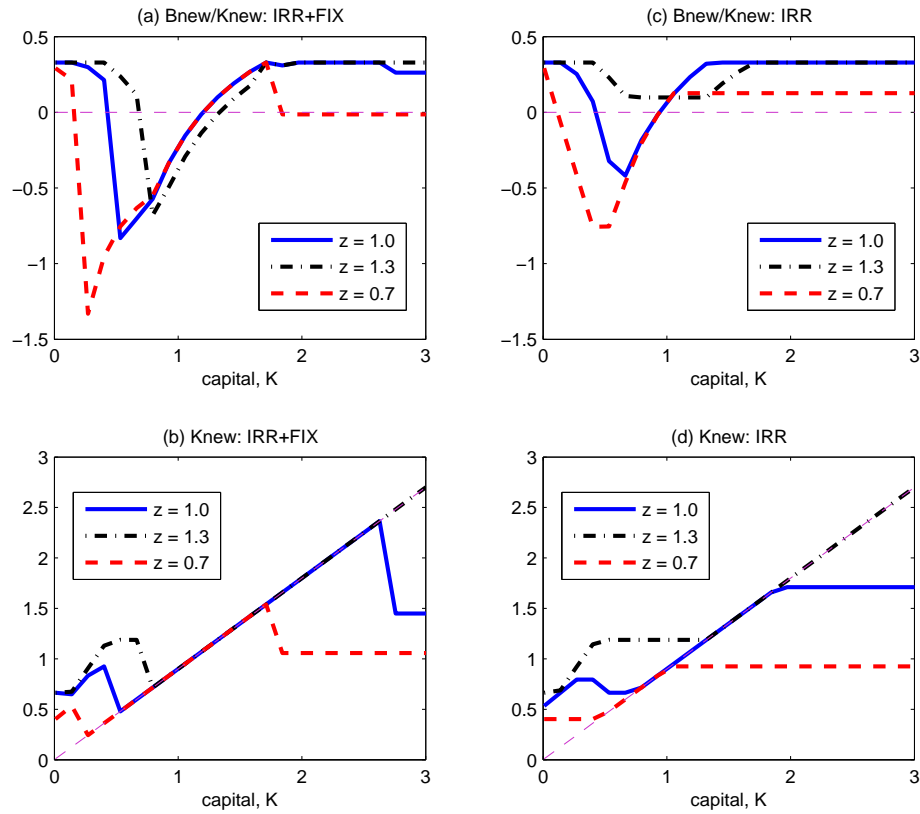 (a) Bnew/Knew: IRR+FIX
0.5
0
−0.5
−1
−1.5
0
1
2
3
capital, K
z = 1.0
z = 1.3
z = 0.7
(c) Bnew/Knew: IRR
0.5
0
−0.5
−1
−1.5
0
1
2
3
capital, K
z = 1.0
z = 1.3
z = 0.7
(b) Knew: IRR+FIX
3
2.5
2
1.5
1
0.5
0
0
1
2
3
capital, K
z = 1.0
z = 1.3
z = 0.7
(d) Knew: IRR
3
2.5
2
1.5
1
0.5
0
0
1
2
3
capital, K
z = 1.0
z = 1.3
z = 0.7